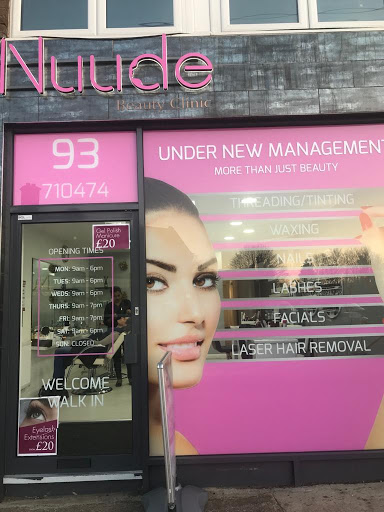 Nuude
Beauty Clinic
93
710474
UNDER NEW MANAGEMENT
MORE THAN JUST BEAUTY
THREADING/TINTING
WAXING
NAILS
LASHES
FACIALS
LASER HAIR REMOVAL
Gel Polish
Manicure
£20
OPENING TIMES
MON: 9am - 6pm
TUES: 9am - 6pm
WEDS: 9am - 6pm
THURS: 9am - 7pm
FRI: 9am - 7pm
SAT: 9am - 6pm
SUN: CLOSED
WELCOME
WALK IN
Eyelash
Extensions
£20